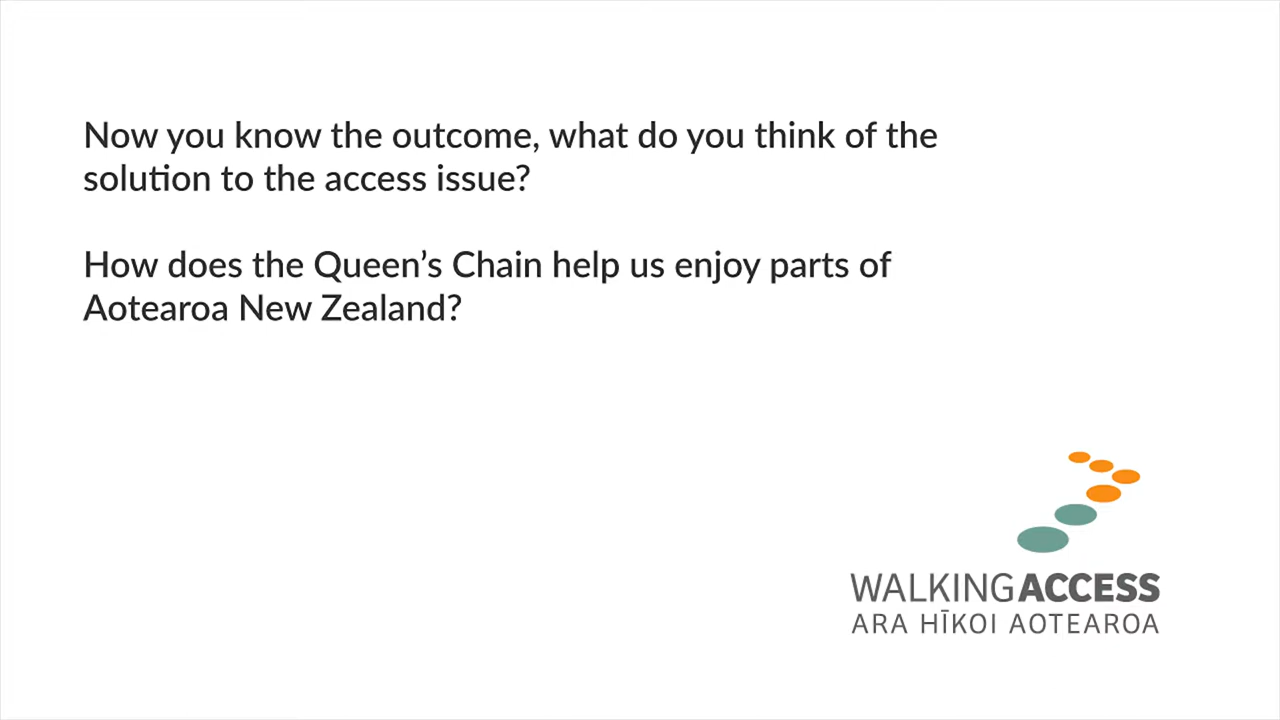 Now you know the outcome, what do you think of the
solution to the access issue?
How does the Queen’s Chain help us enjoy parts of
Aotearoa New Zealand?
WALKINGACCESS
ARA HĪKOI AOTEAROA